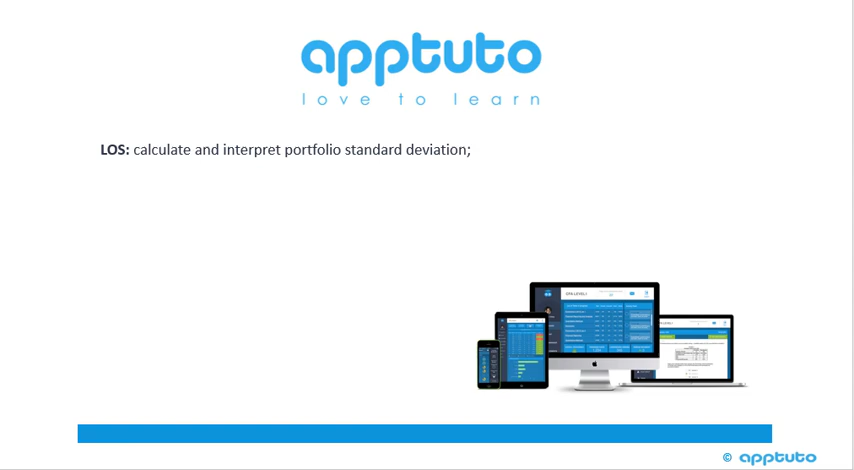 apptuto
love to learn
LOS: calculate and interpret portfolio standard deviation;
© apptuto